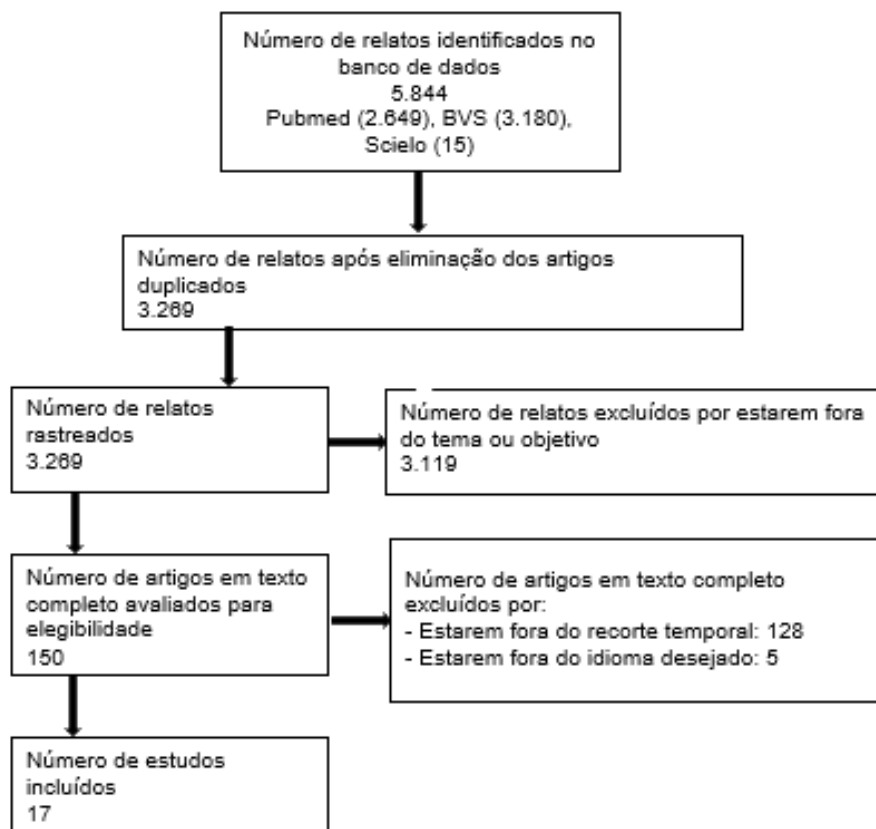 Número de relatos identificados no
banco de dados
5.844
Pubmed (2.649), BVS (3.180),
Scielo (15)
Número de relatos após eliminação dos artigos
duplicados
3.269
Número de relatos
rastreados
3.269
Número de relatos excluídos por estarem fora
do tema ou objetivo
3.119
Número de artigos em texto
completo avaliados para
elegibilidade
150
Número de artigos em texto completo
excluídos por:
- Estarem fora do recorte temporal: 128
- Estarem fora do idioma desejado: 5
Número de estudos
incluídos
17